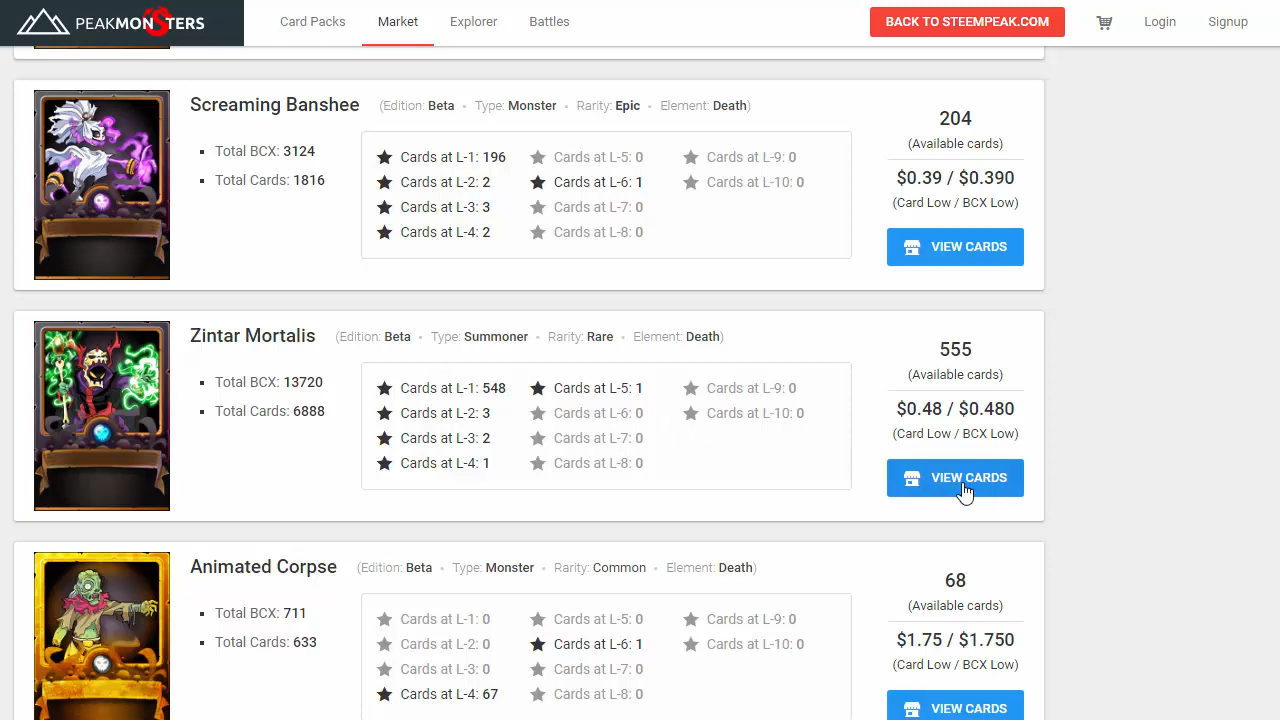 PEAKMONSTERS
Card Packs
Market
Explorer
Battles
BACK TO STEEMPEAK.COM
Login
Signup
Screaming Banshee (Edition: Beta • Type: Monster • Rarity: Epic • Element: Death)
Total BCX: 3124
Total Cards: 1816
Cards at L-1: 196
Cards at L-2: 2
Cards at L-3: 3
Cards at L-4: 2
Cards at L-5: 0
Cards at L-6: 1
Cards at L-7: 0
Cards at L-8: 0
Cards at L-9: 0
Cards at L-10: 0
204
(Available cards)
$0.39 / $0.390
(Card Low / BCX Low)
VIEW CARDS
Zintar Mortalis (Edition: Beta • Type: Summoner • Rarity: Rare • Element: Death)
Total BCX: 13720
Total Cards: 6888
Cards at L-1: 548
Cards at L-2: 3
Cards at L-3: 2
Cards at L-4: 1
Cards at L-5: 1
Cards at L-6: 0
Cards at L-7: 0
Cards at L-8: 0
Cards at L-9: 0
Cards at L-10: 0
555
(Available cards)
$0.48 / $0.480
(Card Low / BCX Low)
VIEW CARDS
Animated Corpse (Edition: Beta • Type: Monster • Rarity: Common • Element: Death)
Total BCX: 711
Total Cards: 633
Cards at L-1: 0
Cards at L-2: 0
Cards at L-3: 0
Cards at L-4: 67
Cards at L-5: 0
Cards at L-6: 1
Cards at L-7: 0
Cards at L-8: 0
Cards at L-9: 0
Cards at L-10: 0
68
(Available cards)
$1.75 / $1.750
(Card Low / BCX Low)
VIEW CARDS